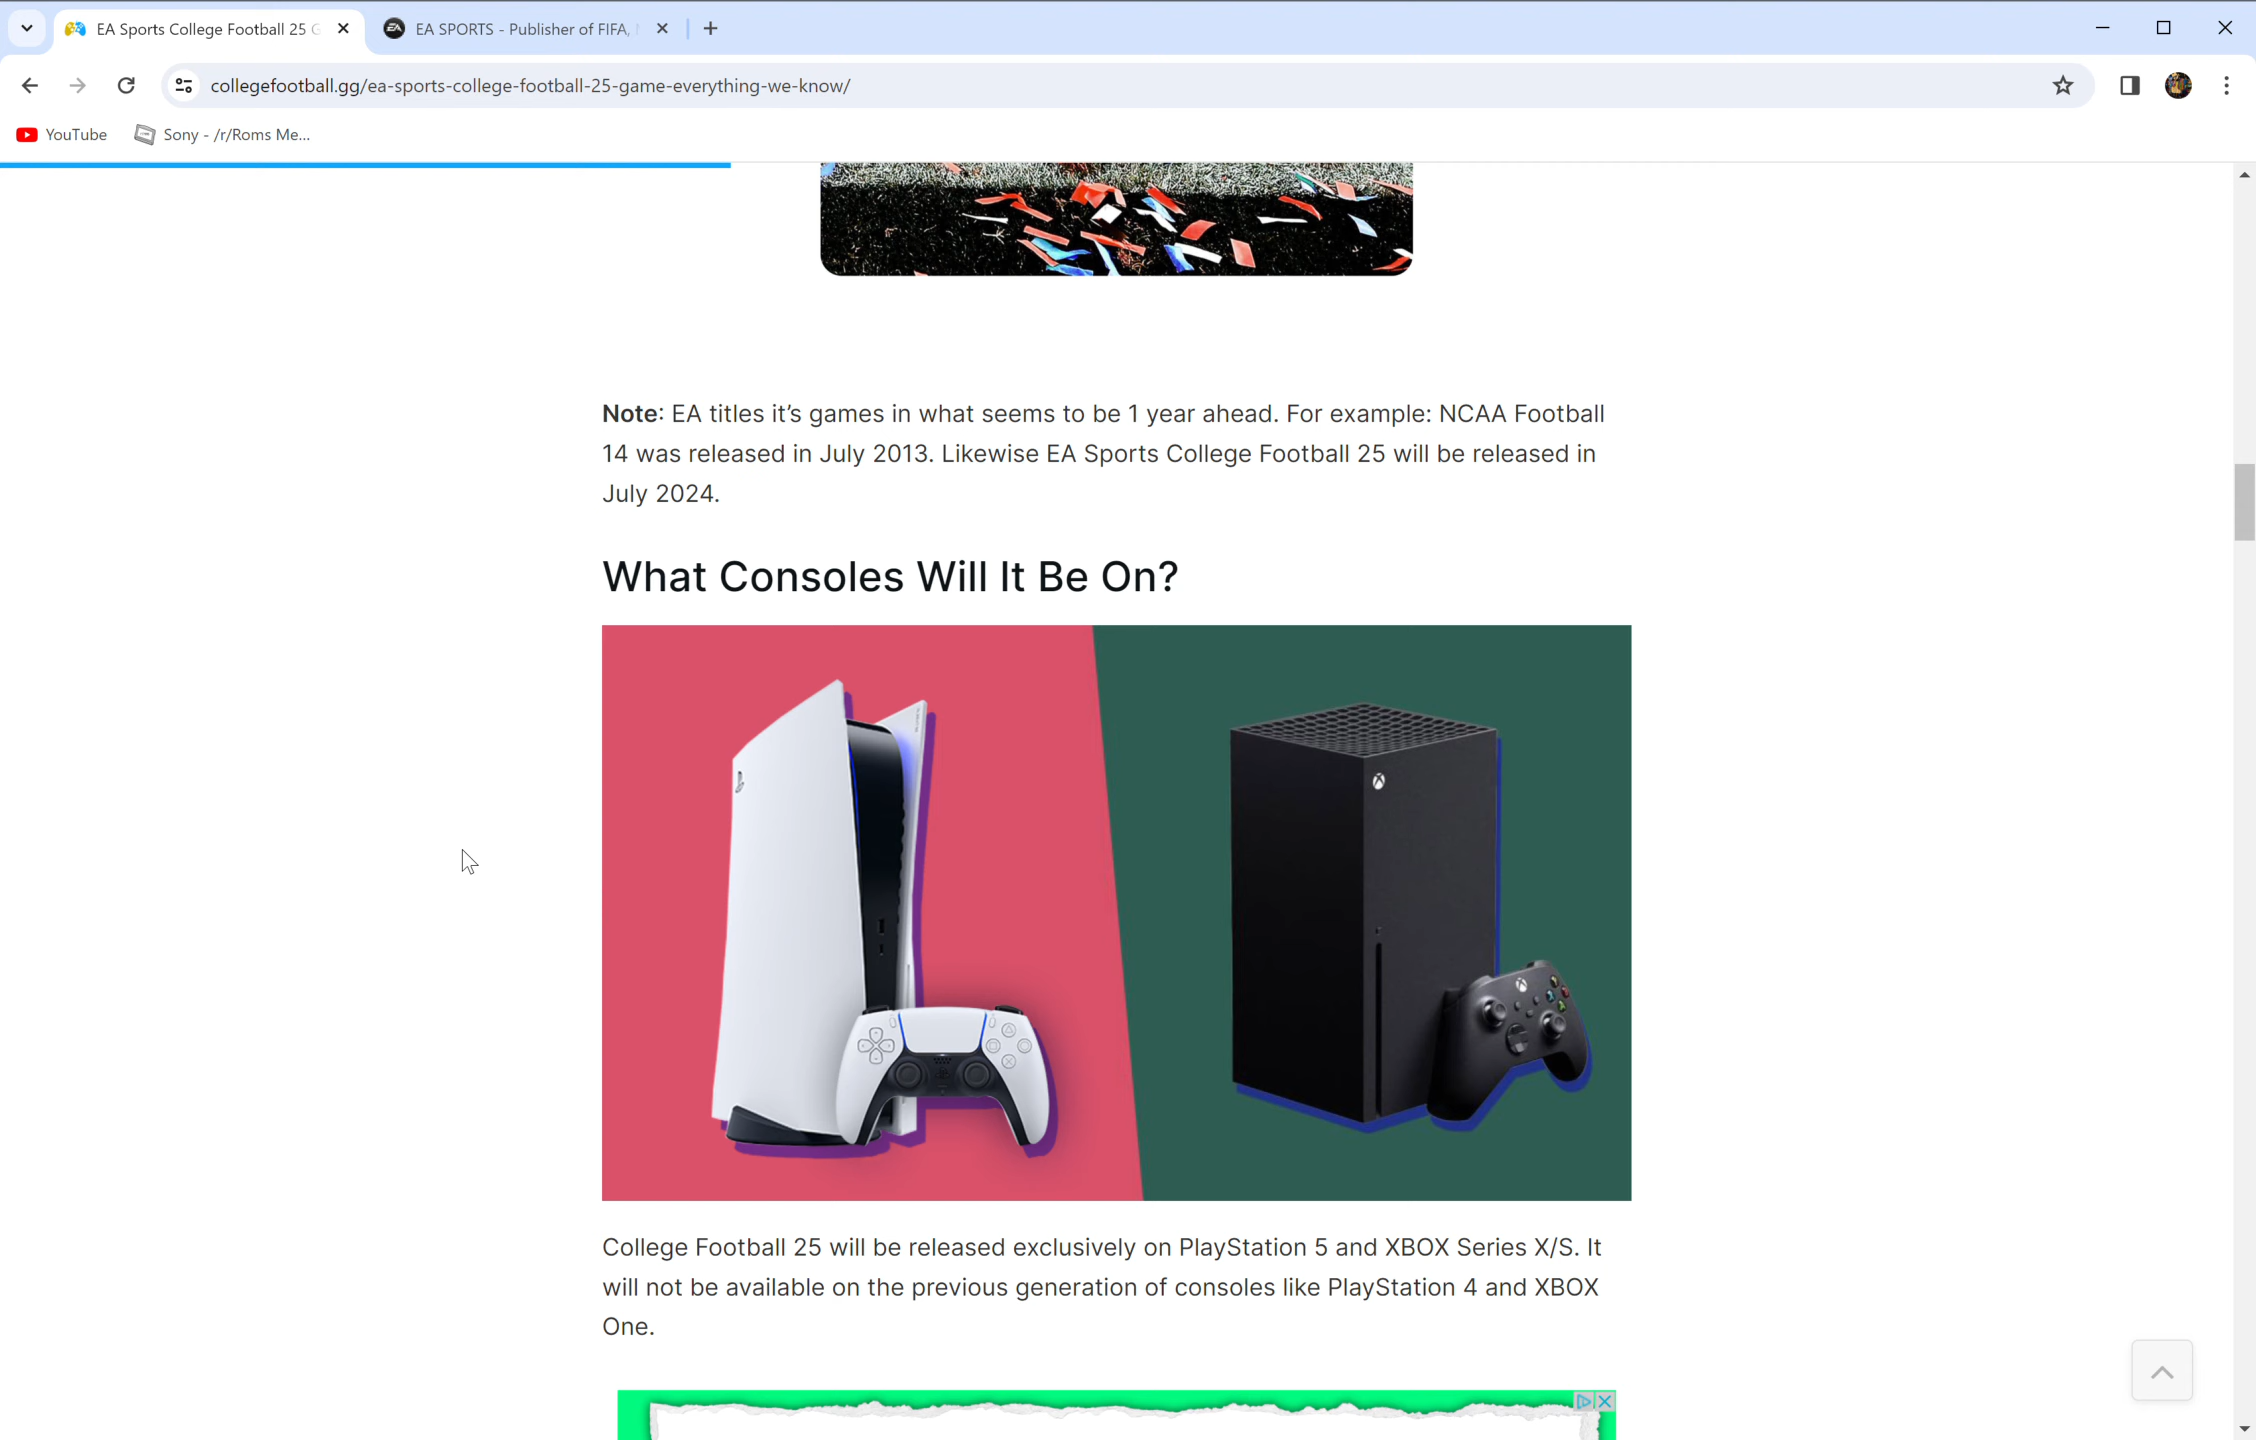 EA Sports College Football 25 G
EA SPORTS - Publisher of FIFA,
collegefootball.gg/ea-sports-college-football-25-game-everything-we-know/
YouTube
Sony - /r/Roms Me...
Note: EA titles it’s games in what seems to be 1 year ahead. For example: NCAA Football
14 was released in July 2013. Likewise EA Sports College Football 25 will be released in
July 2024.
What Consoles Will It Be On?
College Football 25 will be released exclusively on PlayStation 5 and XBOX Series X/S. It
will not be available on the previous generation of consoles like PlayStation 4 and XBOX
One.